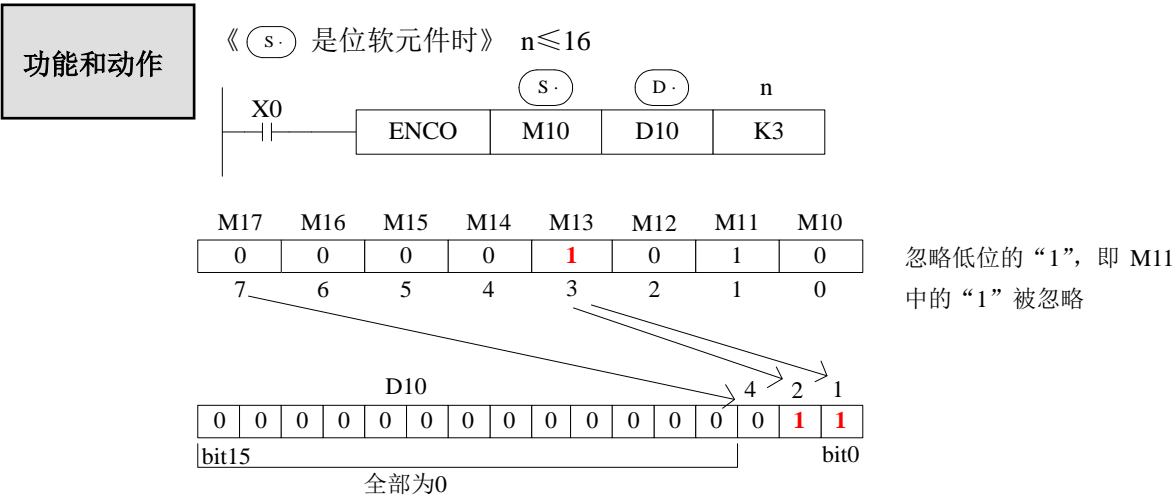 功能和动作
《 S· 是位软元件时》 n≤16
S· D· n
X0
ENCO M10 D10 K3
M17 M16 M15 M14 M13 M12 M11 M10
0 0 0 0 1 0 1 0
7 6 5 4 3 2 1 0
忽略低位的“1”，即 M11
中的“1”被忽略
D10 4 2 1
0 0 0 0 0 0 0 0 0 0 0 0 0 0 1 1
bit15 bit0
全部为0